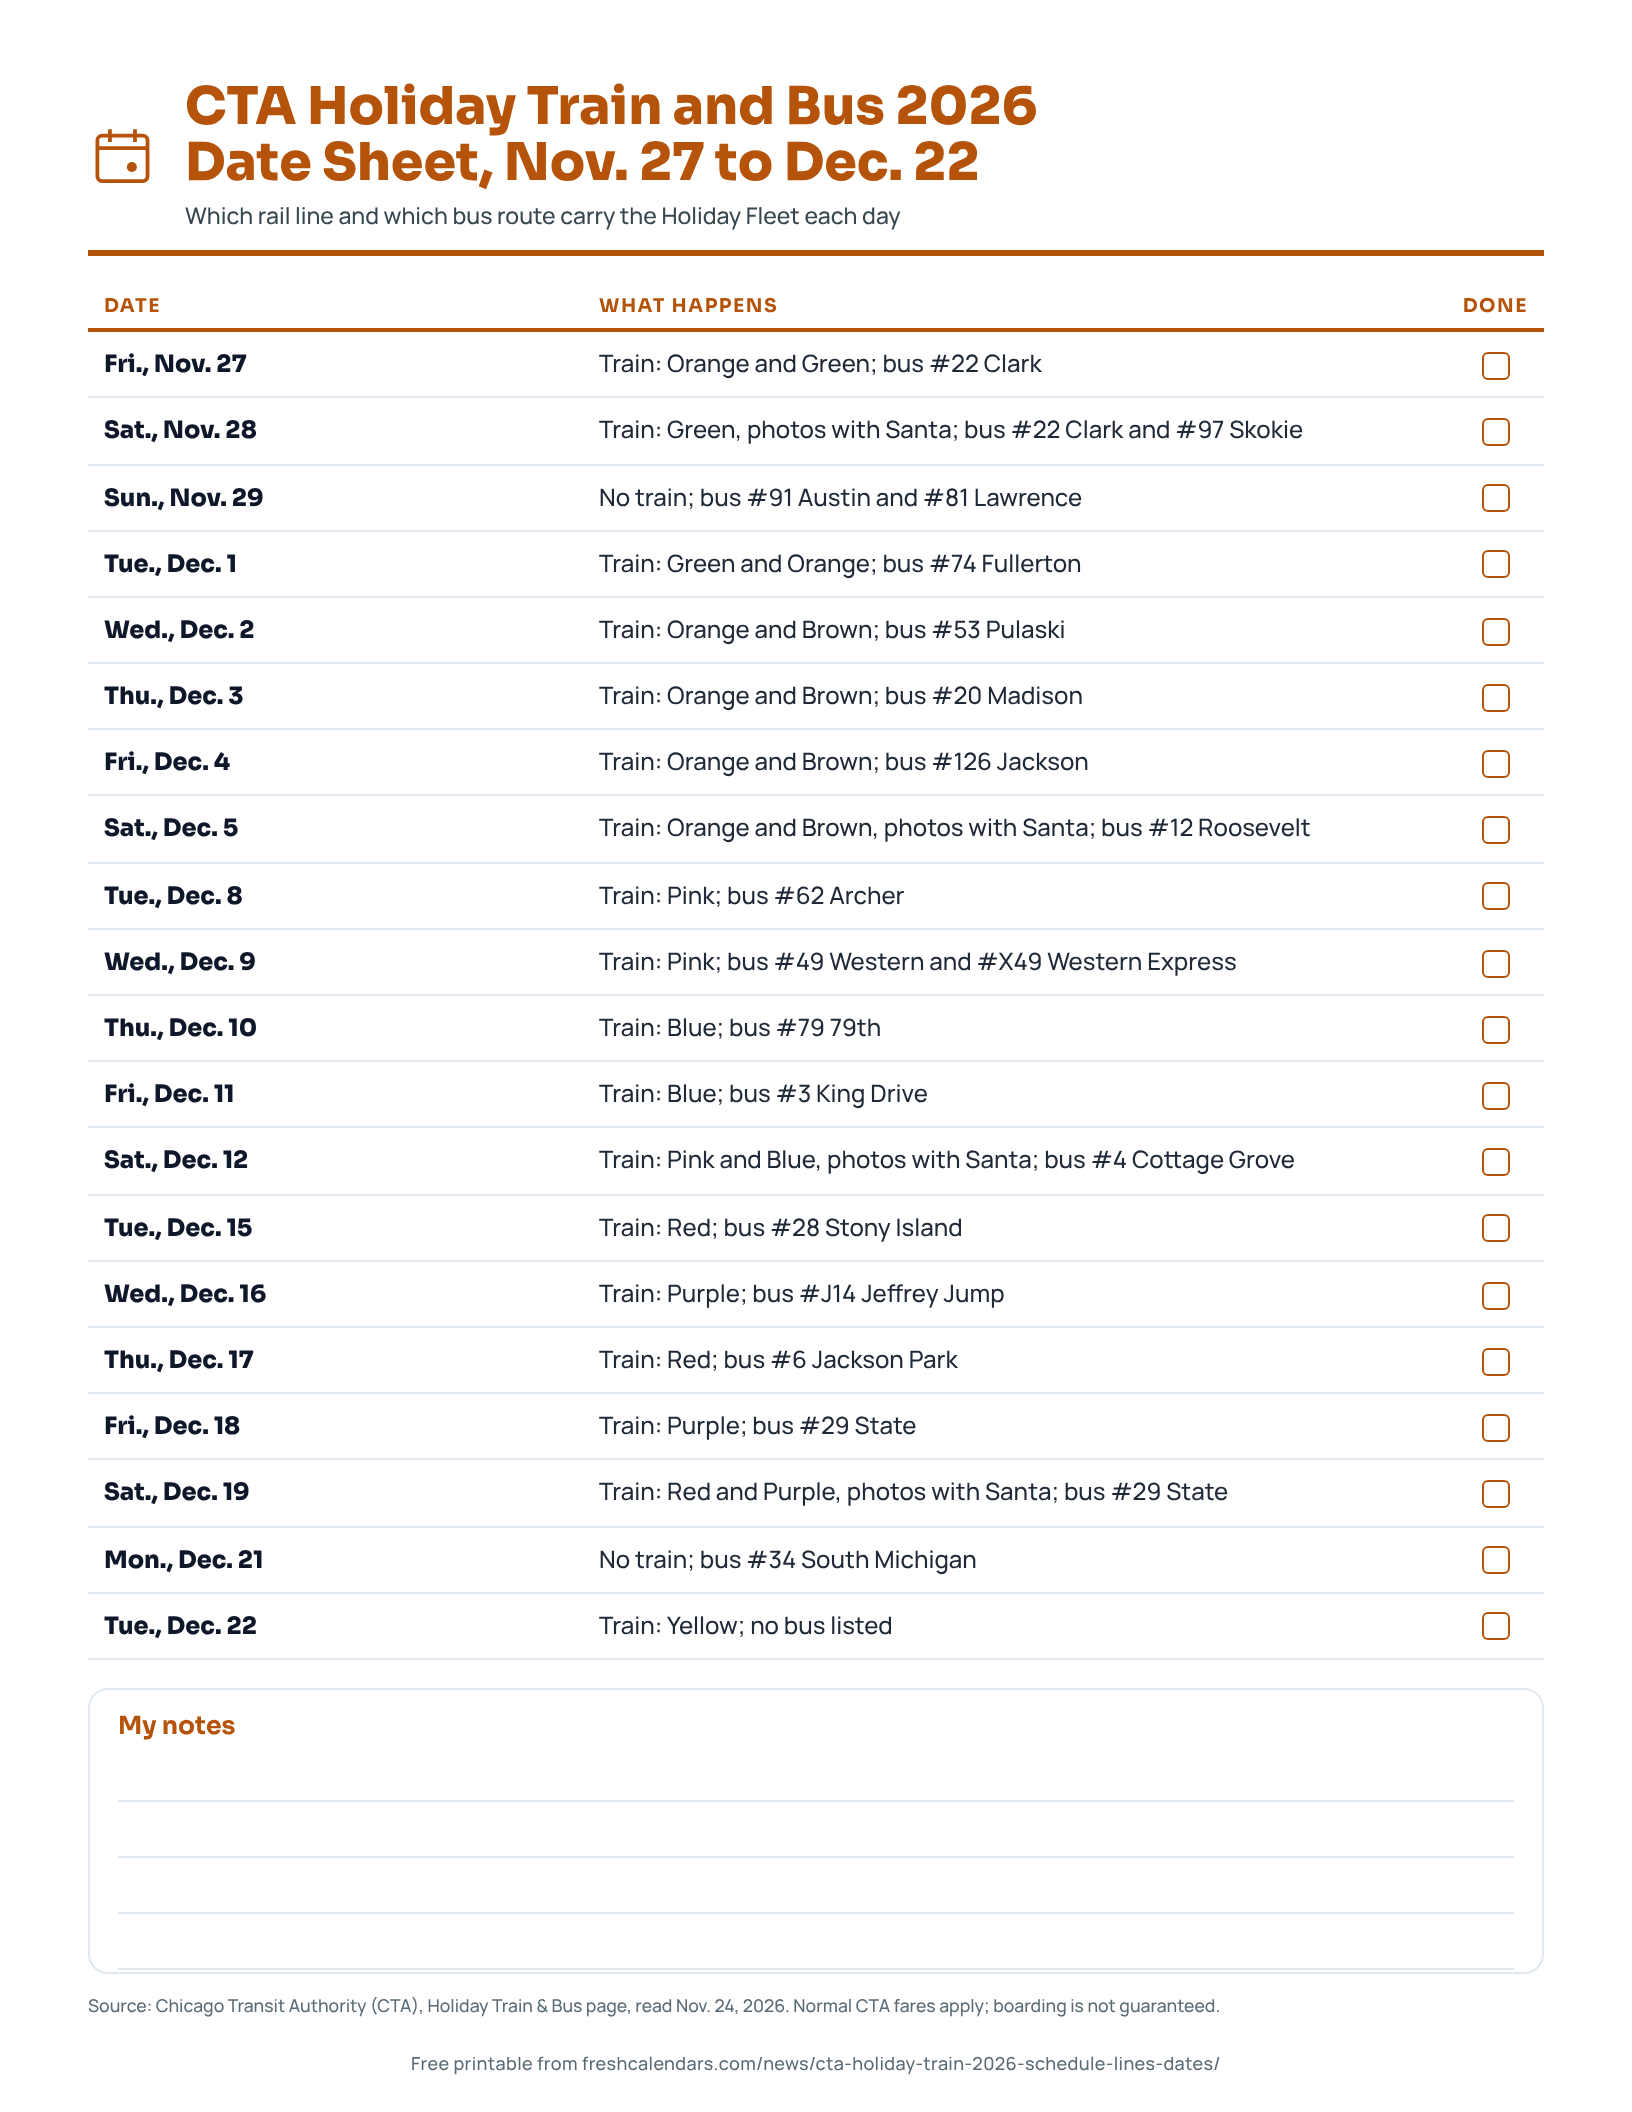 CTA Holiday Train and Bus 2026
Date Sheet, Nov. 27 to Dec. 22
Which rail line and which bus route carry the Holiday Fleet each day
DATE WHAT HAPPENS DONE
Fri., Nov. 27 Train: Orange and Green; bus #22 Clark
Sat., Nov. 28 Train: Green, photos with Santa; bus #22 Clark and #97 Skokie
Sun., Nov. 29 No train; bus #91 Austin and #81 Lawrence
Tue., Dec. 1 Train: Green and Orange; bus #74 Fullerton
Wed., Dec. 2 Train: Orange and Brown; bus #53 Pulaski
Thu., Dec. 3 Train: Orange and Brown; bus #20 Madison
Fri., Dec. 4 Train: Orange and Brown; bus #126 Jackson
Sat., Dec. 5 Train: Orange and Brown, photos with Santa; bus #12 Roosevelt
Tue., Dec. 8 Train: Pink; bus #62 Archer
Wed., Dec. 9 Train: Pink; bus #49 Western and #X49 Western Express
Thu., Dec. 10 Train: Blue; bus #79 79th
Fri., Dec. 11 Train: Blue; bus #3 King Drive
Sat., Dec. 12 Train: Pink and Blue, photos with Santa; bus #4 Cottage Grove
Tue., Dec. 15 Train: Red; bus #28 Stony Island
Wed., Dec. 16 Train: Purple; bus #J14 Jeffrey Jump
Thu., Dec. 17 Train: Red; bus #6 Jackson Park
Fri., Dec. 18 Train: Purple; bus #29 State
Sat., Dec. 19 Train: Red and Purple, photos with Santa; bus #29 State
Mon., Dec. 21 No train; bus #34 South Michigan
Tue., Dec. 22 Train: Yellow; no bus listed
My notes
Source: Chicago Transit Authority (CTA), Holiday Train & Bus page, read Nov. 24, 2026. Normal CTA fares apply; boarding is not guaranteed.
Free printable from freshcalendars.com/news/cta-holiday-train-2026-schedule-lines-dates/